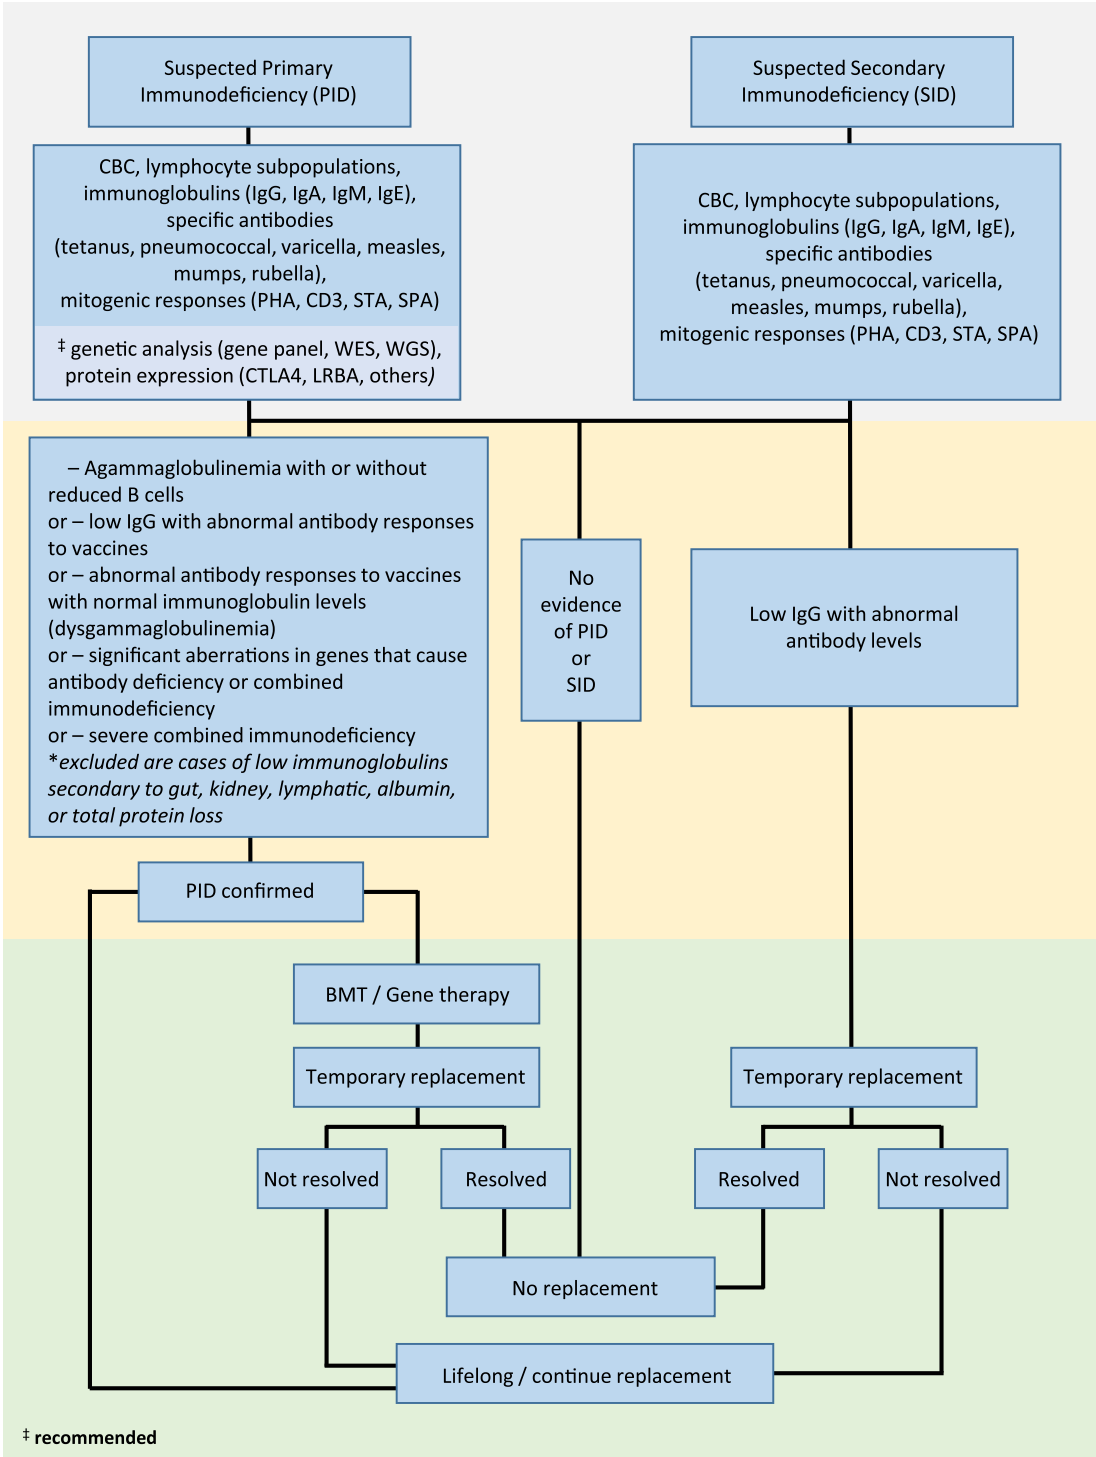 Suspected Primary
Immunodeficiency (PID)
Suspected Secondary
Immunodeficiency (SID)
CBC, lymphocyte subpopulations,
immunoglobulins (IgG, IgA, IgM, IgE),
specific antibodies
(tetanus, pneumococcal, varicella, measles,
mumps, rubella),
mitogenic responses (PHA, CD3, STA, SPA)
‡ genetic analysis (gene panel, WES, WGS),
protein expression (CTLA4, LRBA, others)
CBC, lymphocyte subpopulations,
immunoglobulins (IgG, IgA, IgM, IgE),
specific antibodies
(tetanus, pneumococcal, varicella,
measles, mumps, rubella),
mitogenic responses (PHA, CD3, STA, SPA)
– Agammaglobulinemia with or without
reduced B cells
or – low IgG with abnormal antibody responses
to vaccines
or – abnormal antibody responses to vaccines
with normal immunoglobulin levels
(dysgammaglobulinemia)
or – significant aberrations in genes that cause
antibody deficiency or combined
immunodeficiency
or – severe combined immunodeficiency
*excluded are cases of low immunoglobulins
secondary to gut, kidney, lymphatic, albumin,
or total protein loss
No
evidence
of PID
or
SID
Low IgG with abnormal
antibody levels
PID confirmed
BMT / Gene therapy
Temporary replacement
Temporary replacement
Not resolved
Resolved
Resolved
Not resolved
No replacement
Lifelong / continue replacement
‡ recommended